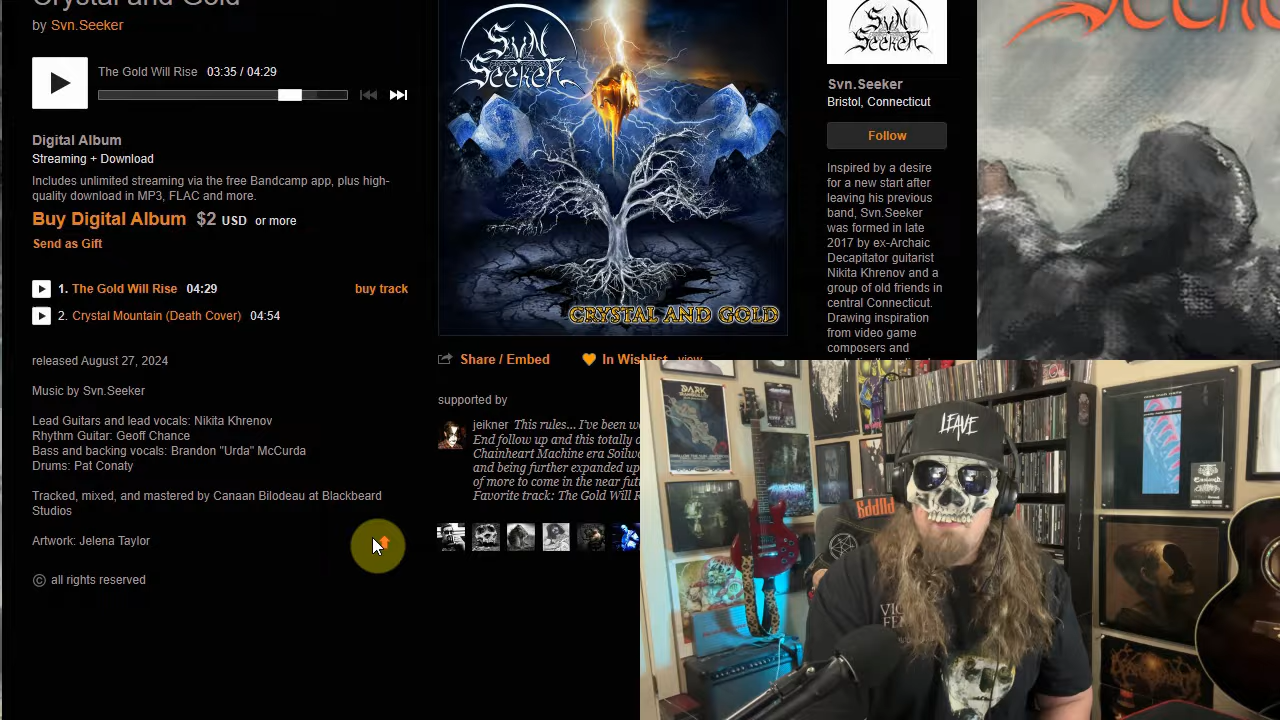 Crystal and Gold
by Svn.Seeker
The Gold Will Rise 03:35 / 04:29
Digital Album
Streaming + Download
Includes unlimited streaming via the free Bandcamp app, plus high-
quality download in MP3, FLAC and more.
Buy Digital Album $2 USD or more
Send as Gift
1. The Gold Will Rise 04:29 buy track
2. Crystal Mountain (Death Cover) 04:54
released August 27, 2024
Music by Svn.Seeker
Lead Guitars and lead vocals: Nikita Khrenov
Rhythm Guitar: Geoff Chance
Bass and backing vocals: Brandon "Urda" McCurda
Drums: Pat Conaty
Tracked, mixed, and mastered by Canaan Bilodeau at Blackbeard
Studios
Artwork: Jelena Taylor
© all rights reserved
SVN
SEEKER
CRYSTAL AND GOLD
Share / Embed In Wishlist view
supported by
jeikner This rules... I've been w
End follow up and this totally
Chainheart Machine era Soilw
and being further expanded up
of more to come in the near fut
Favorite track: The Gold Will R
SVN
SEEKER
Svn.Seeker
Bristol, Connecticut
Follow
Inspired by a desire
for a new start after
leaving his previous
band, Svn.Seeker
was formed in late
2017 by ex-Archaic
Decapitator guitarist
Nikita Khrenov and a
group of old friends in
central Connecticut.
Drawing inspiration
from video game
composers and
SEEKER
DARK
LEAVE